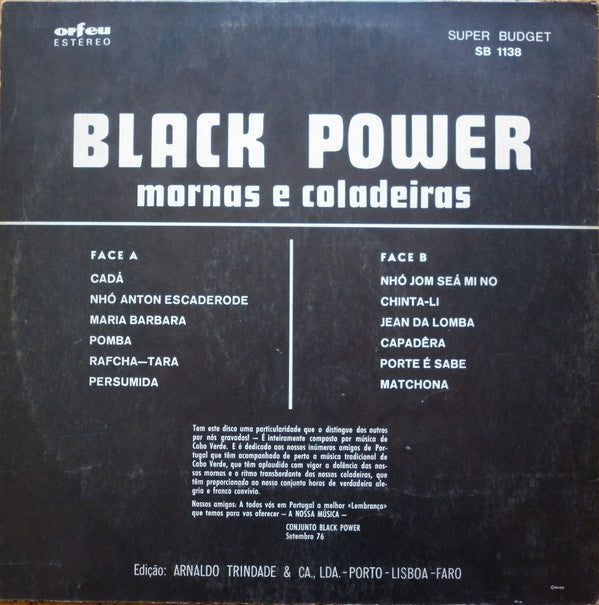 orfeu
ESTÉREO
SUPER BUDGET
SB 1138
BLACK POWER
mornas e coladeiras
FACE A
CADÁ
NHÓ ANTON ESCADERODE
MARIA BARBARA
POMBA
RAFCHA—TARA
PERSUMIDA
FACE B
NHÓ JOM SEÁ MI NO
CHINTA-LI
JEAN DA LOMBA
CAPADÊRA
PORTE É SABE
MATCHONA
Tem este disco uma particularidade que o distingue dos outros
por nós gravados! — É inteiramente composto por música de
Cabo Verde. E é dedicado aos nossos inúmeros amigos de Por-
tugal que têm acompanhado de perto a música tradicional de
Cabo Verde, que têm aplaudido com vigor a dolência das nos-
sas mornas e o ritmo transbordante das nossas coladeiras, que
têm proporcionado ao nosso conjunto horas de verdadeira ale-
gria e franco convívio.
Nossos amigos: A todos vós em Portugal a melhor «Lembrança»
que temos para vos oferecer — A NOSSA MÚSICA —
CONJUNTO BLACK POWER
Setembro 76
Edição: ARNALDO TRINDADE & CA., LDA.-PORTO-LISBOA-FARO